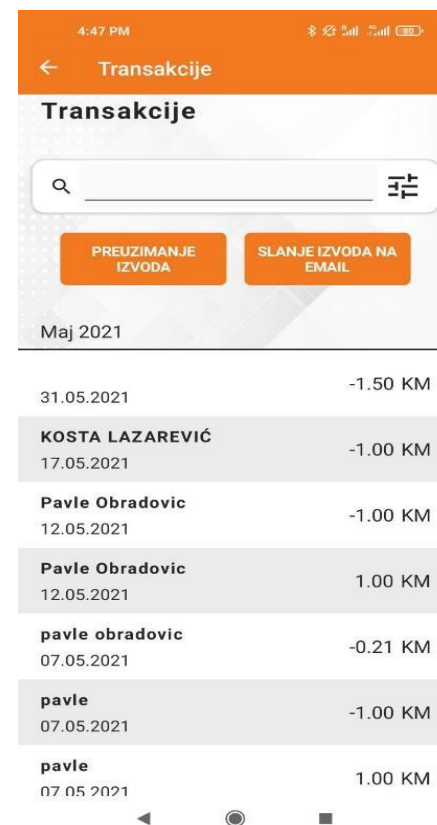 4:47 PM
Transakcije
Transakcije
PREUZIMANJE
IZVODA
SLANJE IZVODA NA
EMAIL
Maj 2021
-1.50 KM
31.05.2021
KOSTA LAZAREVIĆ
-1.00 KM
17.05.2021
Pavle Obradovic
-1.00 KM
12.05.2021
Pavle Obradovic
1.00 KM
12.05.2021
pavle obradovic
-0.21 KM
07.05.2021
pavle
-1.00 KM
07.05.2021
pavle
1.00 KM
07.05.2021